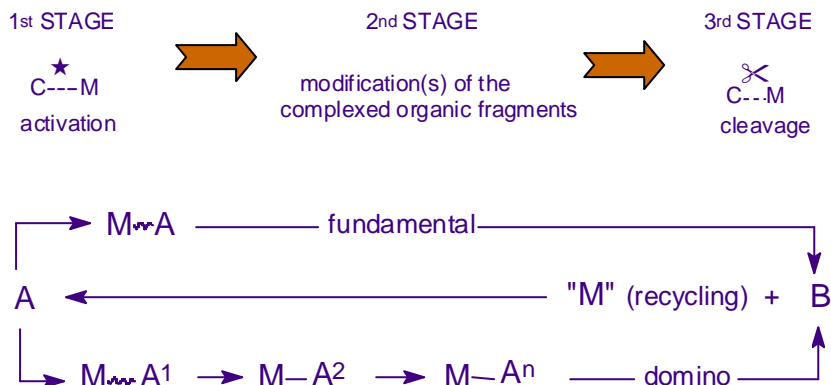 1st STAGE 2nd STAGE 3rd STAGE
C---M modification(s) of the C---M
activation complexed organic fragments cleavage
M~A fundamental
A "M" (recycling) + B
M~A¹ M—A² M—Aⁿ domino